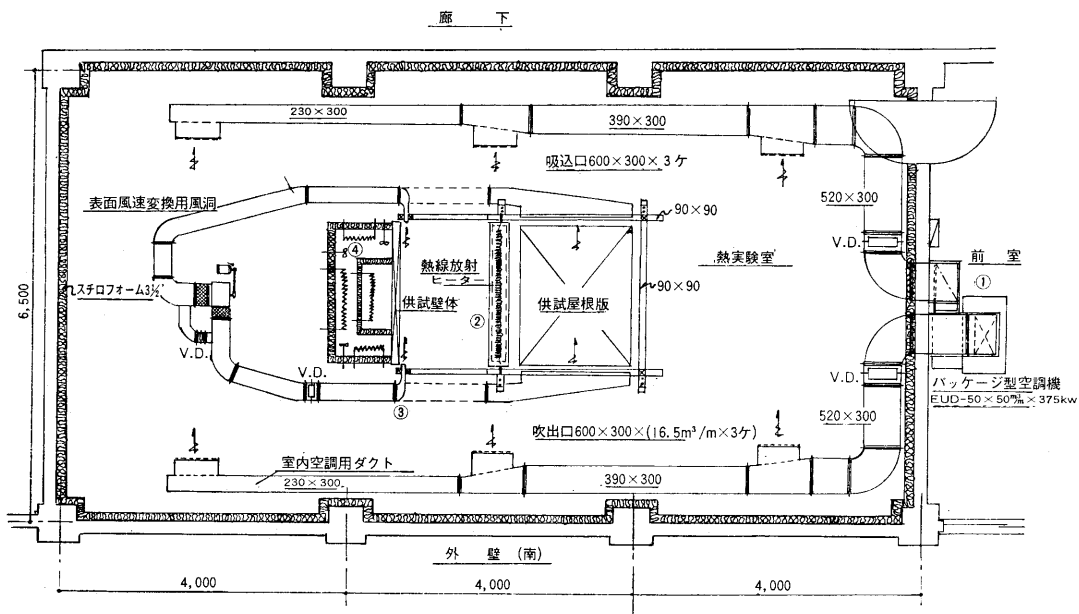 廊 下
230×300
390×300
吸込口600×300×3ケ
表面風速変換用風洞
520×300
90×90
V.D.
④
熱線放射
ヒーター
熱実験室
前 室
①
6,500
スチロフォーム3½"
供試壁体
供試屋根版
90×90
②
V.D.
V.D.
V.D.
パッケージ型空調機
EUD-50×50㎥/m×375kw
③
520×300
吹出口600×300×(16.5m³/m×3ケ)
室内空調用ダクト
230×300
390×300
外 壁 (南)
4,000
4,000
4,000